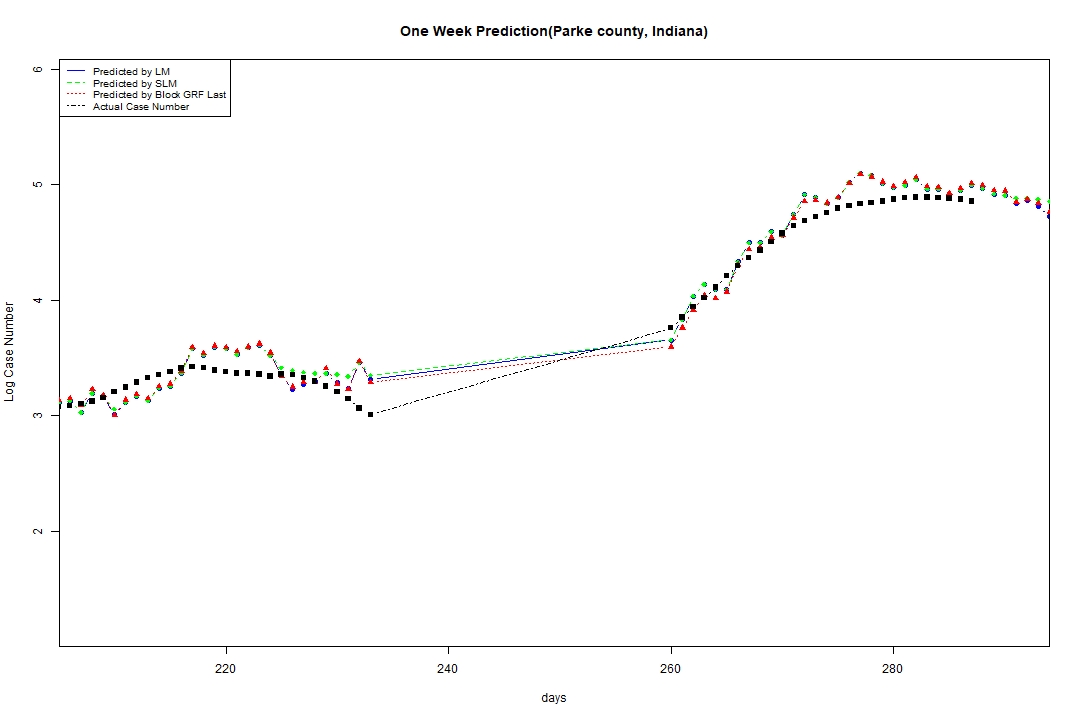 One Week Prediction(Parke county, Indiana)
Predicted by LM
Predicted by SLM
Predicted by Block GRF Last
Actual Case Number
6
5
4
3
2
Log Case Number
220 240 260 280
days